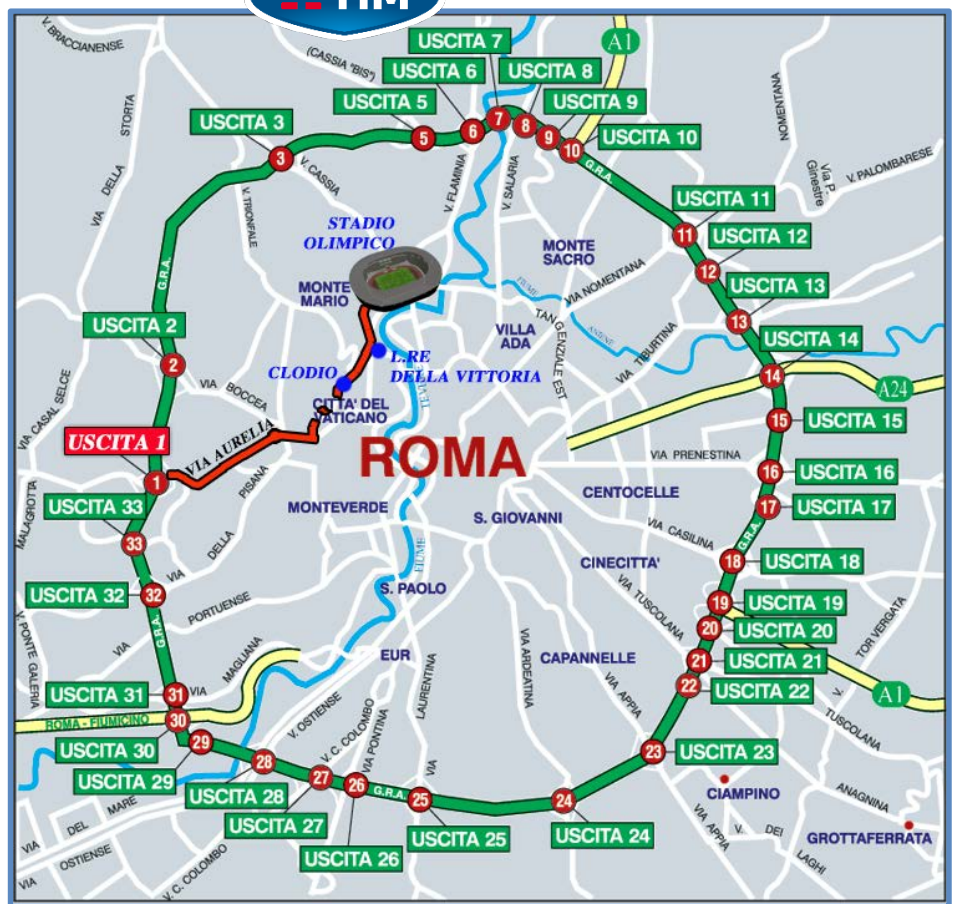 TIM
V. BRACCIANENSE
(CASSIA "BIS")
USCITA 7
A1
USCITA 6
USCITA 8
USCITA 5
USCITA 9
USCITA 3
USCITA 10
7
6
8
5
9
10
3
G.R.A.
VIA DELLA STORTA
V. CASSIA
V. TRIONFALE
V. FLAMINIA
V. SALARIA
NOMENTANA
Via P. Ginestre
V. PALOMBARESE
USCITA 11
11
USCITA 12
12
STADIO
OLIMPICO
MONTE
SACRO
VIA NOMENTANA
MONTE
MARIO
G.R.A.
FIUME
ANIENE
USCITA 13
13
TANGENZIALE EST
VIA TIBURTINA
VILLA
ADA
USCITA 2
2
USCITA 14
14
A24
L.RE
DELLA VITTORIA
CLODIO
TEVERE
VIA BOCCEA
CITTA' DEL
VATICANO
VIA CASAL SELCE
USCITA 15
15
USCITA 1
VIA AURELIA
ROMA
VIA PRENESTINA
1
PISANA
DELLA
VIA
USCITA 16
16
MALAGROTTA
USCITA 33
33
MONTEVERDE
CENTOCELLE
S. GIOVANNI
USCITA 17
17
G.R.A.
VIA CASILINA
FIUME
CINECITTA'
USCITA 18
18
USCITA 32
32
S. PAOLO
VIA PORTUENSE
V. PONTE GALERIA
G.R.A.
USCITA 19
19
USCITA 20
20
VIA TUSCOLANA
TOR VERGATA
V.
EUR
CAPANNELLE
VIA ARDEATINA
VIA APPIA
LAURENTINA
VIA
USCITA 21
21
USCITA 22
22
A1
USCITA 31
31
VIA MAGLIANA
ROMA - FIUMICINO
30
USCITA 30
29
USCITA 29
V. OSTIENSE
V. C. COLOMBO
VIA PONTINA
TUSCOLANA
USCITA 23
23
28
USCITA 28
27
USCITA 27
26
USCITA 26
G.R.A.
25
USCITA 25
24
USCITA 24
CIAMPINO
ANAGNINA
GROTTAFERRATA
VIA APPIA
V. DEI LAGHI
VIA DEL MARE
VIA OSTIENSE
V. C. COLOMBO